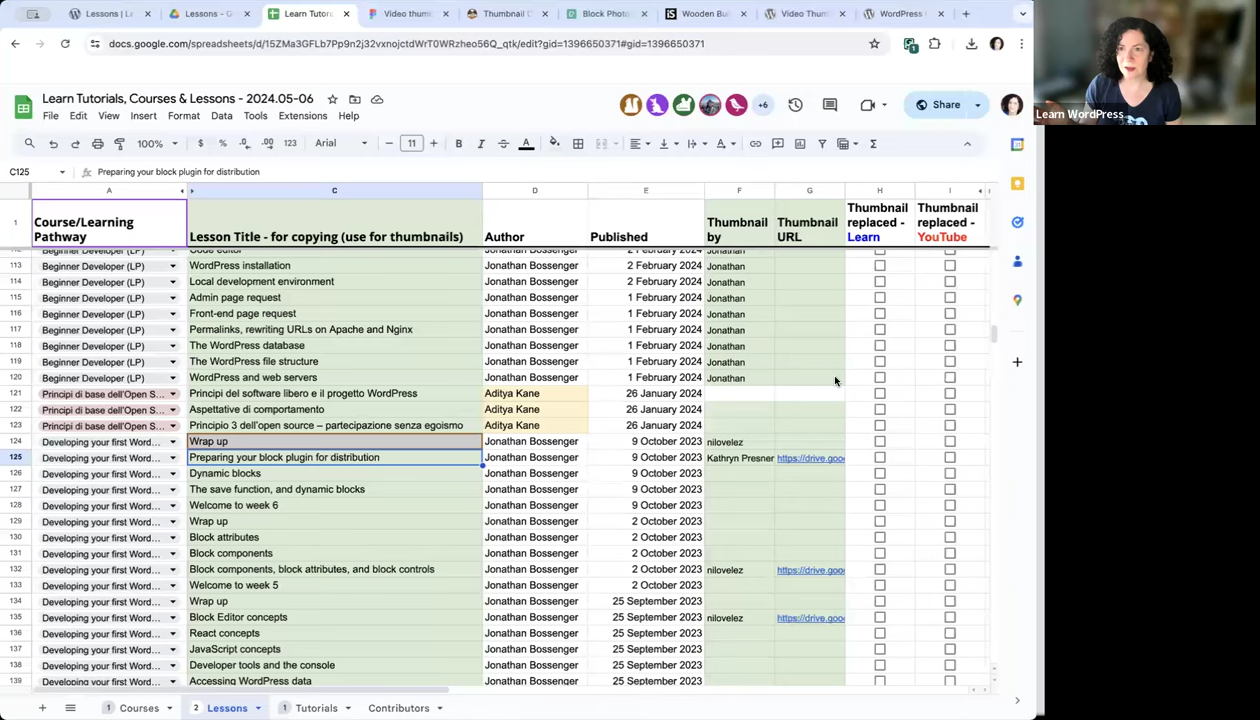 Lessons | L
Lessons - G
Learn Tutori
Video thum
Thumbnail C
Block Photo
Wooden Bui
Video Thum
WordPress
docs.google.com/spreadsheets/d/15ZMa3GFLb7Pp9n2j32vxnojctdWrT0WRzheo56Q_qtk/edit?gid=1396650371#gid=1396650371
Learn WordPress
Learn Tutorials, Courses & Lessons - 2024.05-06
File Edit View Insert Format Data Tools Extensions Help
+6
Share
100% $ % .0 .00 123 Arial 11 B I A
C125 Preparing your block plugin for distribution
A C D E F G H I
1 Course/Learning Pathway Lesson Title - for copying (use for thumbnails) Author Published Thumbnail by Thumbnail URL Thumbnail replaced - Learn Thumbnail replaced - YouTube
Beginner Developer (LP) Code editor Jonathan Bossenger 2 February 2024 Jonathan
113 Beginner Developer (LP) WordPress installation Jonathan Bossenger 2 February 2024 Jonathan
114 Beginner Developer (LP) Local development environment Jonathan Bossenger 2 February 2024 Jonathan
115 Beginner Developer (LP) Admin page request Jonathan Bossenger 1 February 2024 Jonathan
116 Beginner Developer (LP) Front-end page request Jonathan Bossenger 1 February 2024 Jonathan
117 Beginner Developer (LP) Permalinks, rewriting URLs on Apache and Nginx Jonathan Bossenger 1 February 2024 Jonathan
118 Beginner Developer (LP) The WordPress database Jonathan Bossenger 1 February 2024 Jonathan
119 Beginner Developer (LP) The WordPress file structure Jonathan Bossenger 1 February 2024 Jonathan
120 Beginner Developer (LP) WordPress and web servers Jonathan Bossenger 1 February 2024 Jonathan
121 Principi di base dell'Open S... Principi del software libero e il progetto WordPress Aditya Kane 26 January 2024
122 Principi di base dell'Open S... Aspettative di comportamento Aditya Kane 26 January 2024
123 Principi di base dell'Open S... Principio 3 dell'open source – partecipazione senza egoismo Aditya Kane 26 January 2024
124 Developing your first Word... Wrap up Jonathan Bossenger 9 October 2023 nilovelez
125 Developing your first Word... Preparing your block plugin for distribution Jonathan Bossenger 9 October 2023 Kathryn Presner https://drive.goo
126 Developing your first Word... Dynamic blocks Jonathan Bossenger 9 October 2023
127 Developing your first Word... The save function, and dynamic blocks Jonathan Bossenger 9 October 2023
128 Developing your first Word... Welcome to week 6 Jonathan Bossenger 9 October 2023
129 Developing your first Word... Wrap up Jonathan Bossenger 2 October 2023
130 Developing your first Word... Block attributes Jonathan Bossenger 2 October 2023
131 Developing your first Word... Block components Jonathan Bossenger 2 October 2023
132 Developing your first Word... Block components, block attributes, and block controls Jonathan Bossenger 2 October 2023 nilovelez https://drive.goo
133 Developing your first Word... Welcome to week 5 Jonathan Bossenger 2 October 2023
134 Developing your first Word... Wrap up Jonathan Bossenger 25 September 2023
135 Developing your first Word... Block Editor concepts Jonathan Bossenger 25 September 2023 nilovelez https://drive.goo
136 Developing your first Word... React concepts Jonathan Bossenger 25 September 2023
137 Developing your first Word... JavaScript concepts Jonathan Bossenger 25 September 2023
138 Developing your first Word... Developer tools and the console Jonathan Bossenger 25 September 2023
139 Developing your first Word... Accessing WordPress data Jonathan Bossenger 25 September 2023
1 Courses 2 Lessons 1 Tutorials Contributors